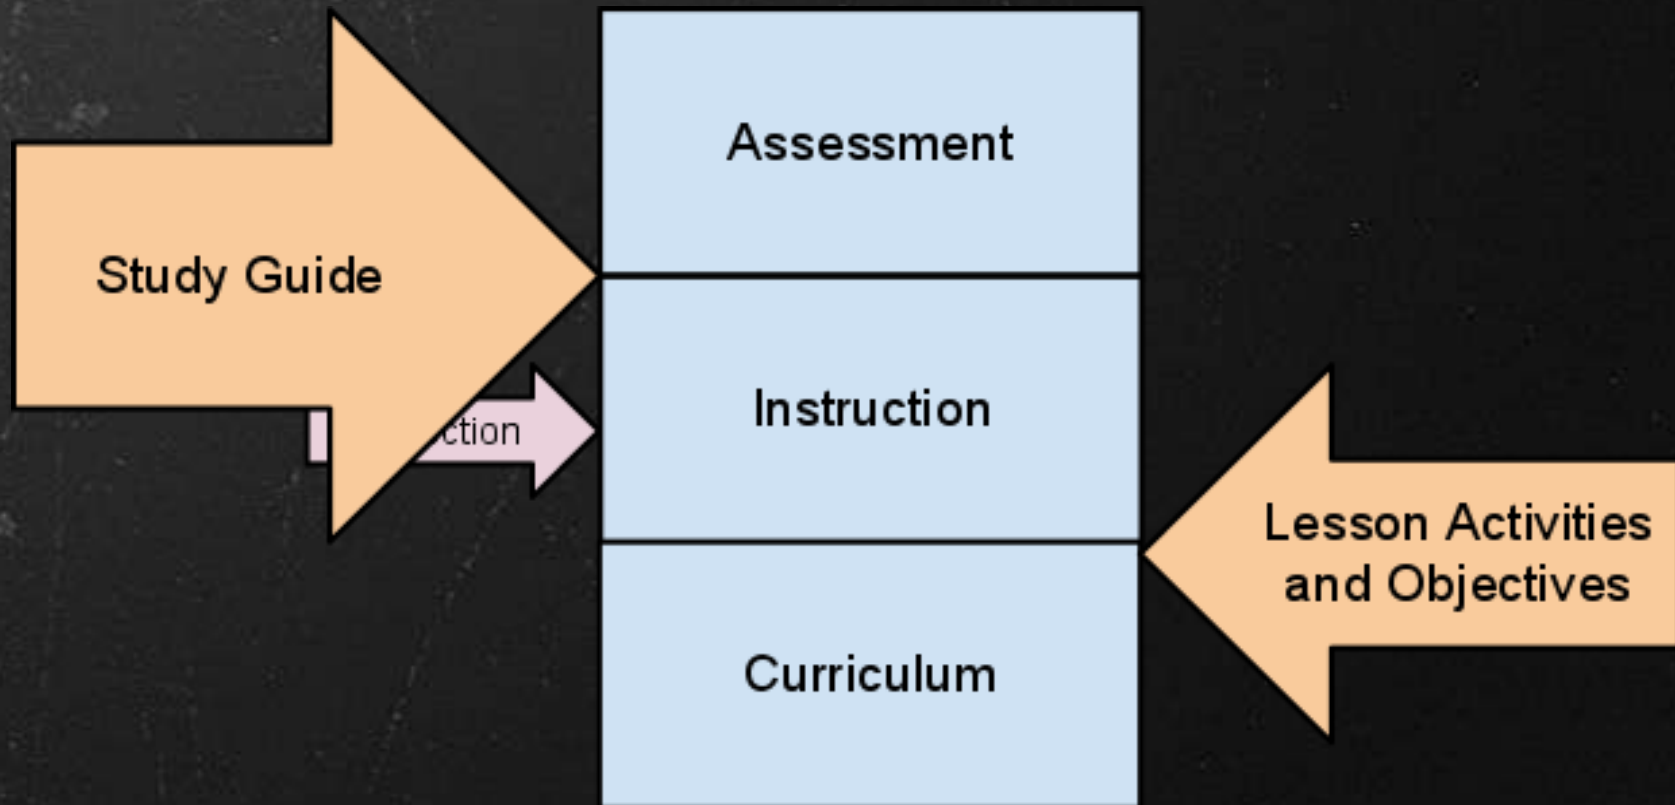 Assessment
Study Guide
Instruction
Lesson Activities
and Objectives
Curriculum